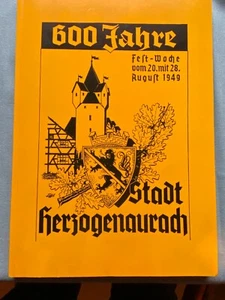 600 Jahre
Fest-Woche
vom 20. mit 28.
August 1949
Stadt
Herzogenaurach